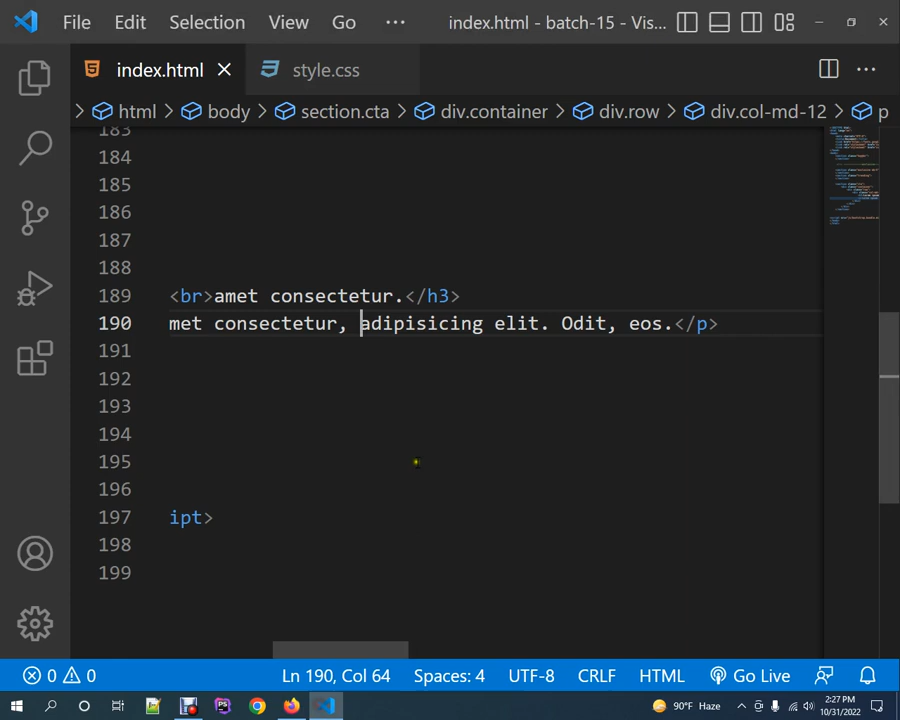 File Edit Selection View Go ··· index.html - batch-15 - Vis...
index.html style.css
html > body > section.cta > div.container > div.row > div.col-md-12 > p
183
184
185
186
187
188
189 <br>amet consectetur.</h3>
190 met consectetur, adipisicing elit. Odit, eos.</p>
191
192
193
194
195
196
197 ipt>
198
199
0 0 Ln 190, Col 64 Spaces: 4 UTF-8 CRLF HTML Go Live
PS 90°F Haze 2:27 PM
10/31/2022